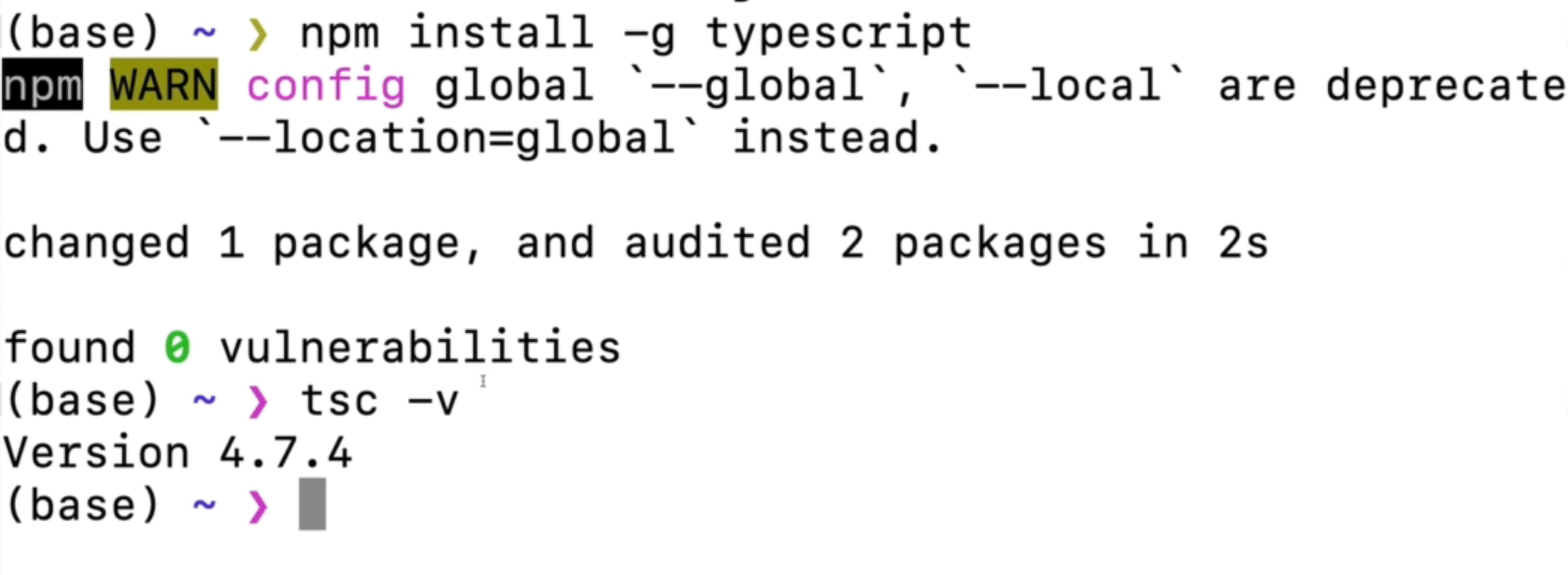 (base) ~ ❯ npm install -g typescript
npm WARN config global `--global`, `--local` are deprecate
d. Use `--location=global` instead.
changed 1 package, and audited 2 packages in 2s
found 0 vulnerabilities
(base) ~ ❯ tsc -v
Version 4.7.4
(base) ~ ❯